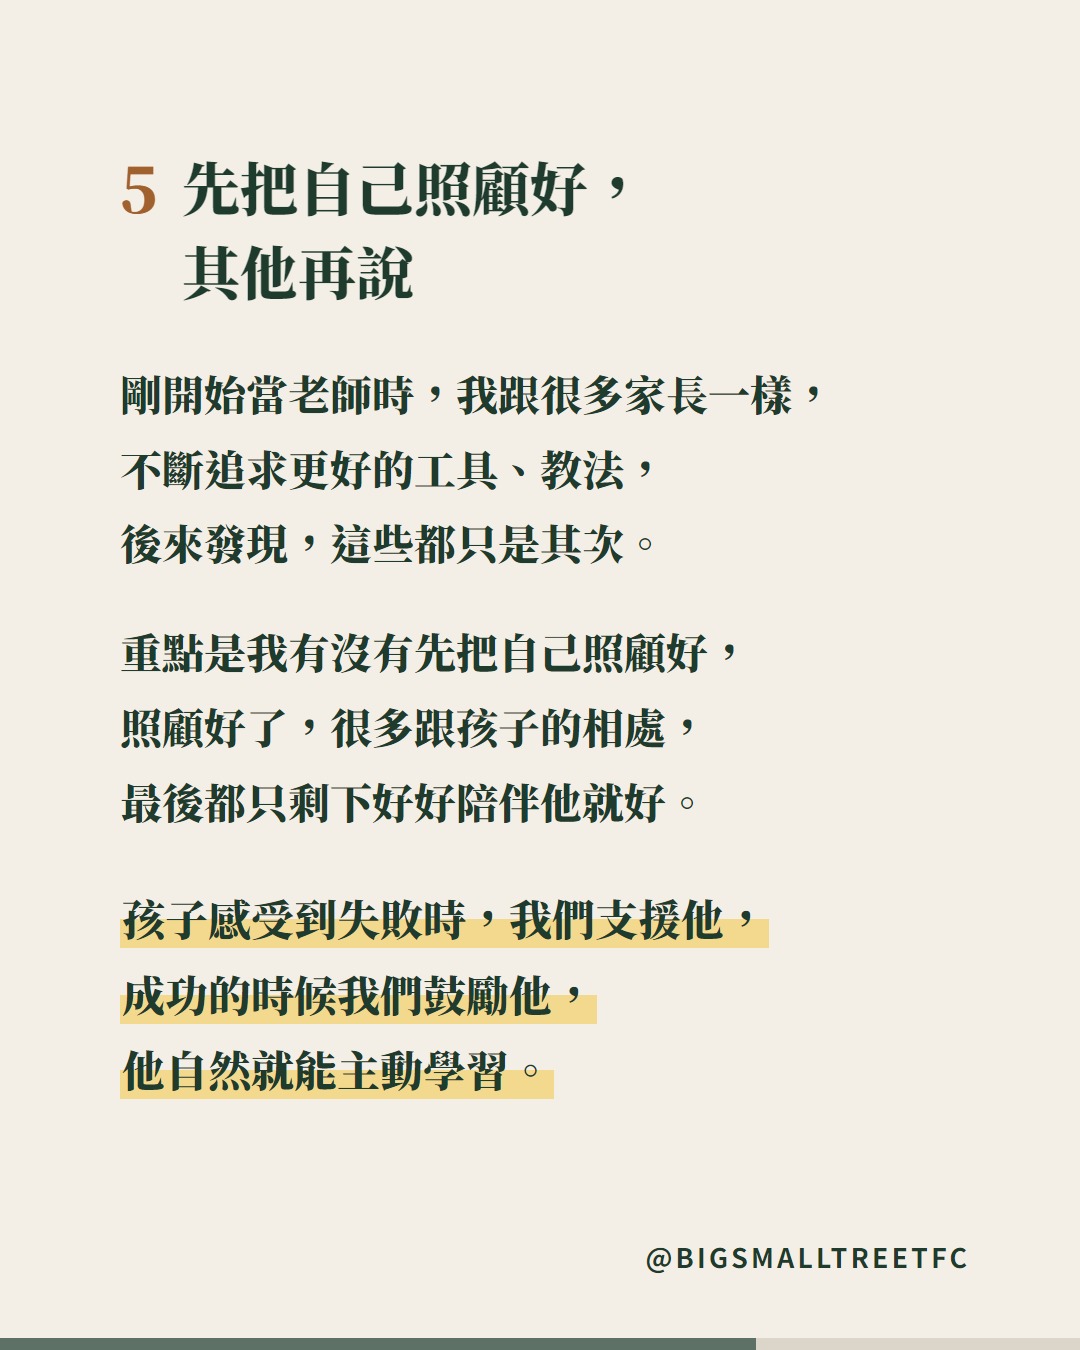 5 先把自己照顧好，
其他再說
剛開始當老師時，我跟很多家長一樣，
不斷追求更好的工具、教法，
後來發現，這些都只是其次。
重點是我有沒有先把自己照顧好，
照顧好了，很多跟孩子的相處，
最後都只剩下好好陪伴他就好。
孩子感受到失敗時，我們支援他，
成功的時候我們鼓勵他，
他自然就能主動學習。
@BIGSMALLTREETFC